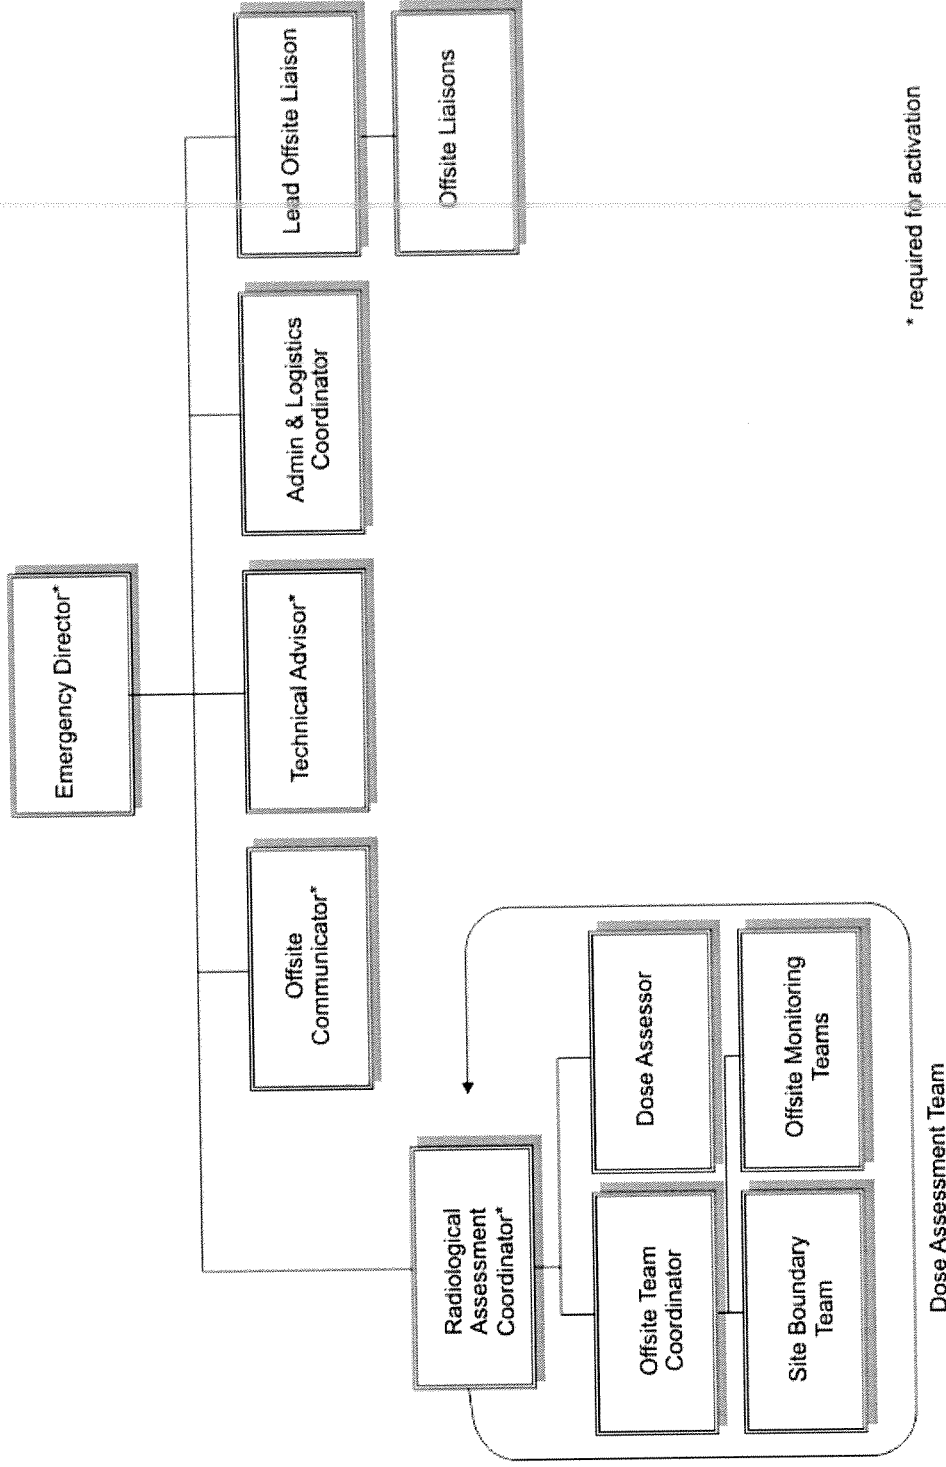 Emergency Director*
Radiological
Assessment
Coordinator*
Offsite
Communicator*
Technical Advisor*
Admin & Logistics
Coordinator
Lead Offsite Liaison
Offsite Liaisons
Offsite Team
Coordinator
Dose Assessor
Site Boundary
Team
Offsite Monitoring
Teams
Dose Assessment Team
* required for activation